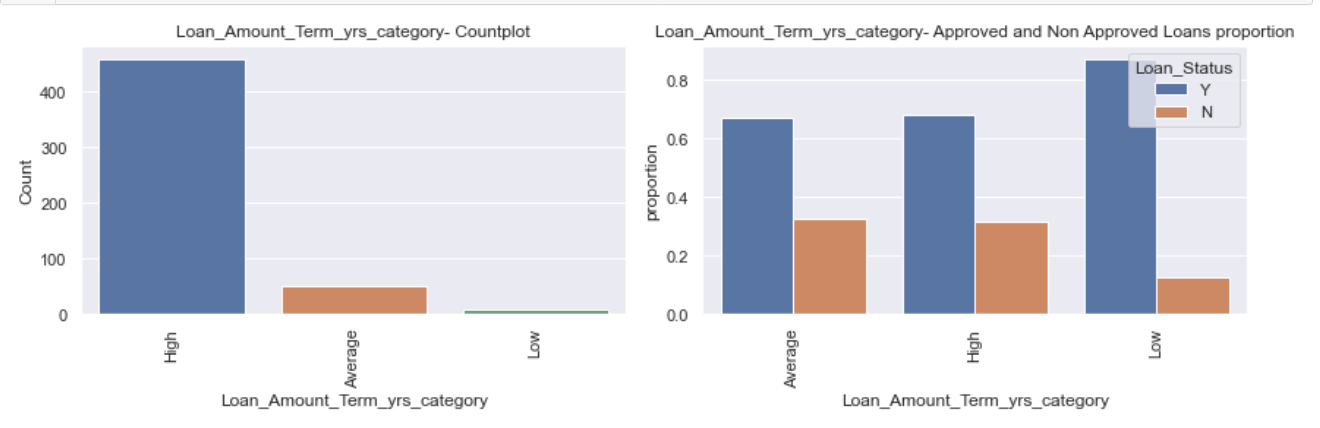 Loan_Amount_Term_yrs_category- Countplot
Count
400
300
200
100
0
High
Average
Low
Loan_Amount_Term_yrs_category
Loan_Amount_Term_yrs_category- Approved and Non Approved Loans proportion
proportion
0.8
0.6
0.4
0.2
0.0
Loan_Status
Y
N
Average
High
Low
Loan_Amount_Term_yrs_category